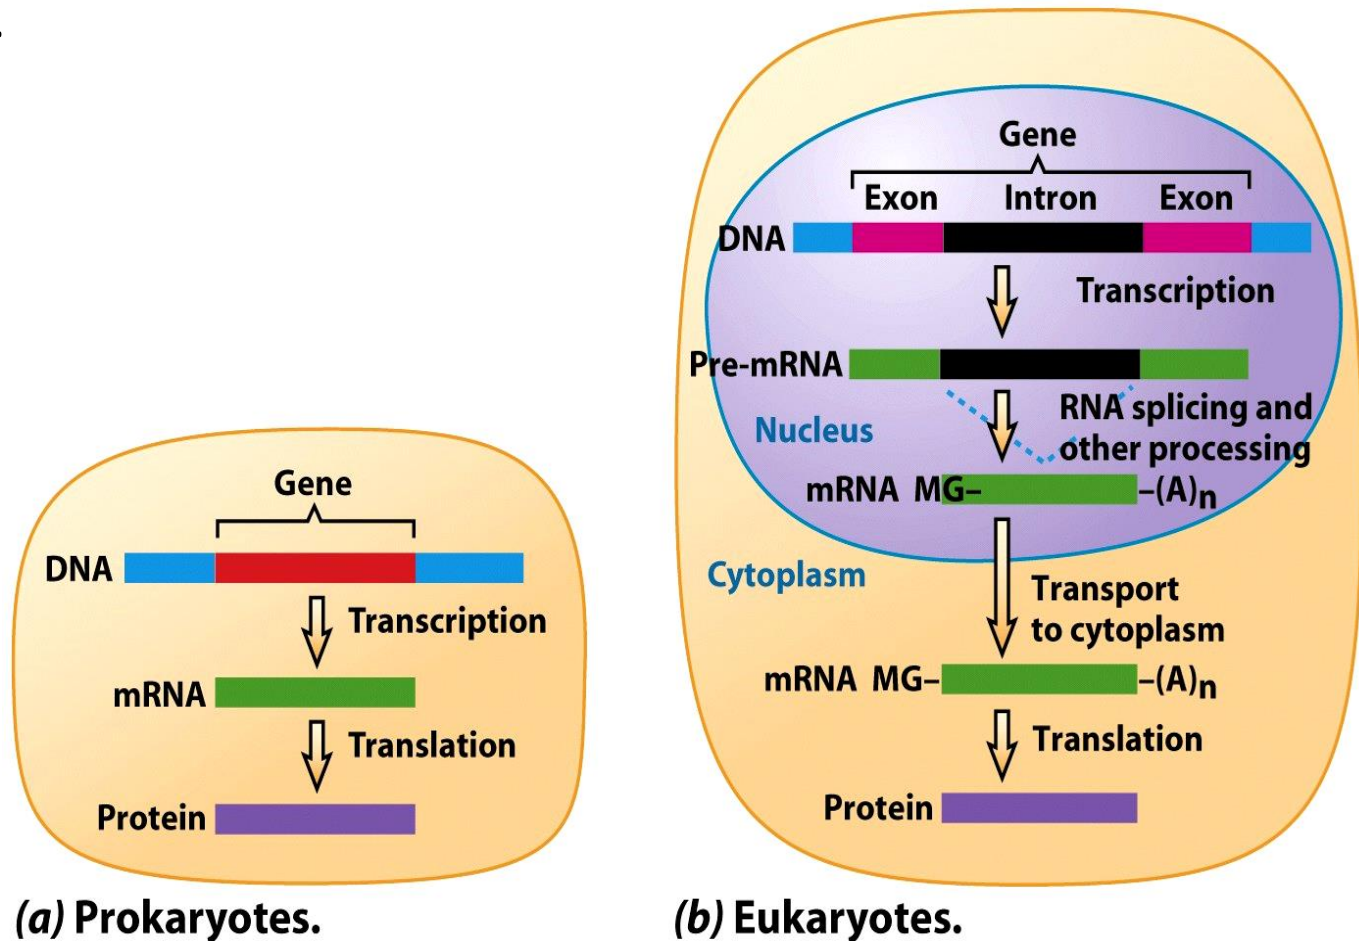 Gene
DNA
Transcription
mRNA
Translation
Protein
(a) Prokaryotes.
Gene
Exon Intron Exon
DNA
Transcription
Pre-mRNA
RNA splicing and
other processing
Nucleus
mRNA MG– –(A)n
Cytoplasm
Transport
to cytoplasm
mRNA MG– –(A)n
Translation
Protein
(b) Eukaryotes.